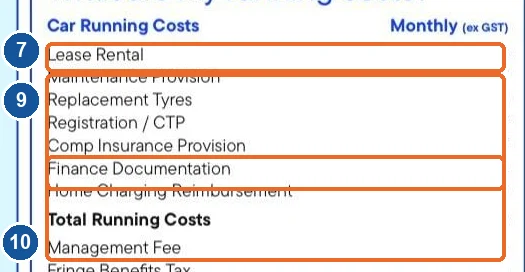 Car Running Costs Monthly (ex GST)
7
Lease Rental
Maintenance Provision
9
Replacement Tyres
Registration / CTP
Comp Insurance Provision
Finance Documentation
Home Charging Reimbursement
Total Running Costs
10
Management Fee
Fringe Benefits Tax